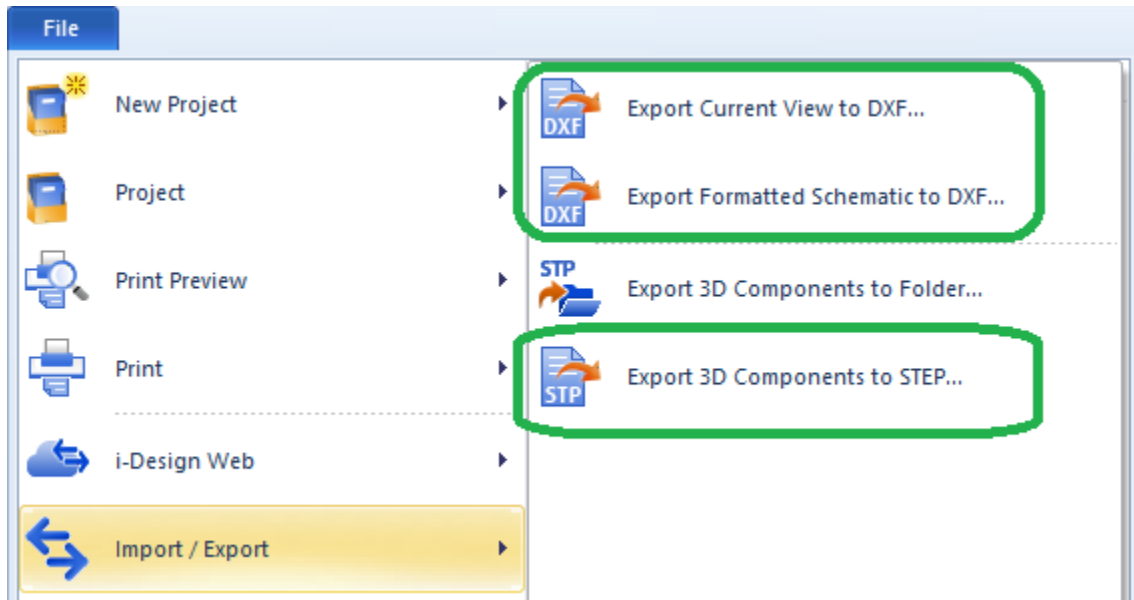 File
New Project
Project
Print Preview
Print
i-Design Web
Import / Export
DXF
Export Current View to DXF...
DXF
Export Formatted Schematic to DXF...
STP
Export 3D Components to Folder...
STP
Export 3D Components to STEP...